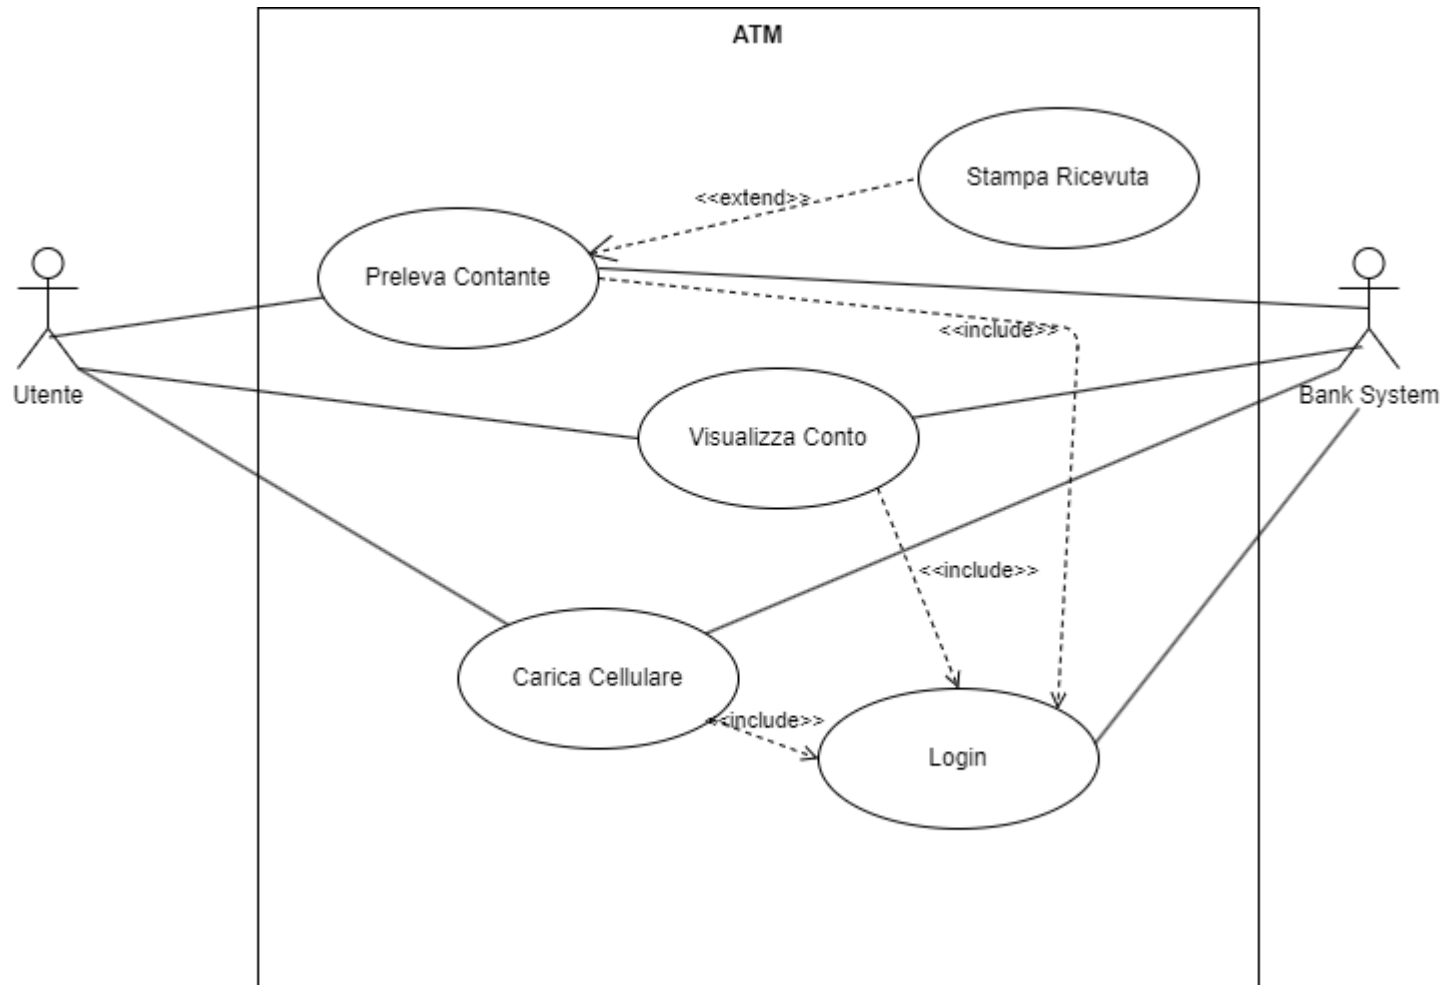 ATM
Stampa Ricevuta
<<extend>>
Preleva Contante
<<include>>
Utente
Bank System
Visualizza Conto
<<include>>
Carica Cellulare
<<include>>
Login